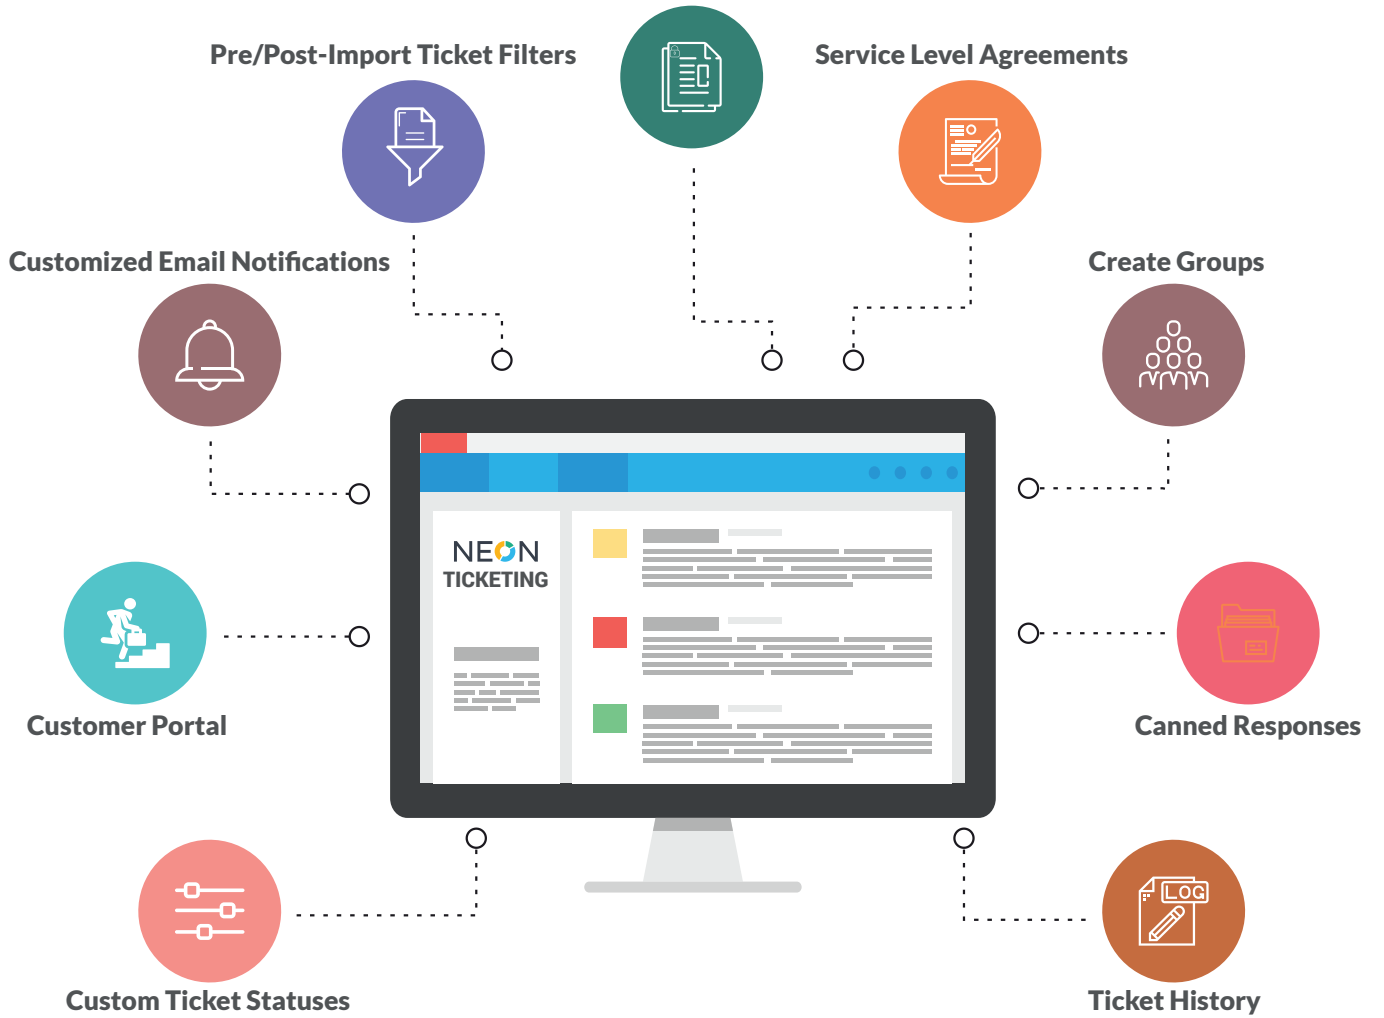 Pre/Post-Import Ticket Filters
Service Level Agreements
Customized Email Notifications
Create Groups
NEON
TICKETING
Customer Portal
Canned Responses
LOG
Custom Ticket Statuses
Ticket History